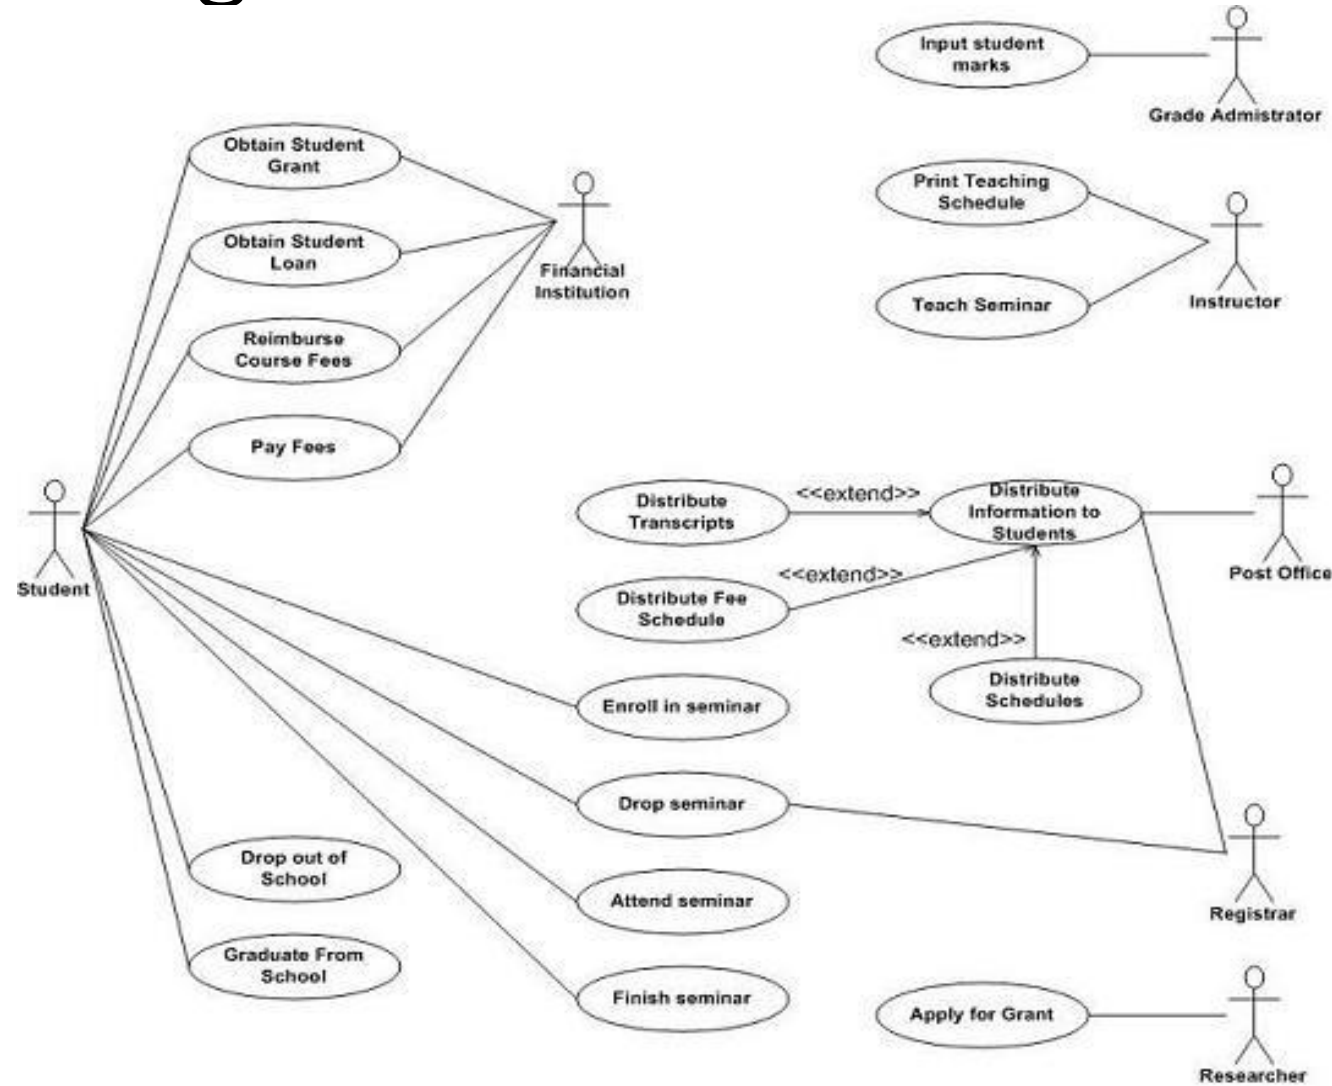 Input student
marks
Grade Admistrator
Obtain Student
Grant
Print Teaching
Schedule
Obtain Student
Loan
Financial
Institution
Teach Seminar
Instructor
Reimburse
Course Fees
Pay Fees
Student
Distribute
Transcripts
<<extend>>
Distribute
Information to
Students
Post Office
<<extend>>
Distribute Fee
Schedule
<<extend>>
Distribute
Schedules
Enroll in seminar
Drop seminar
Drop out of
School
Attend seminar
Registrar
Graduate From
School
Finish seminar
Apply for Grant
Researcher